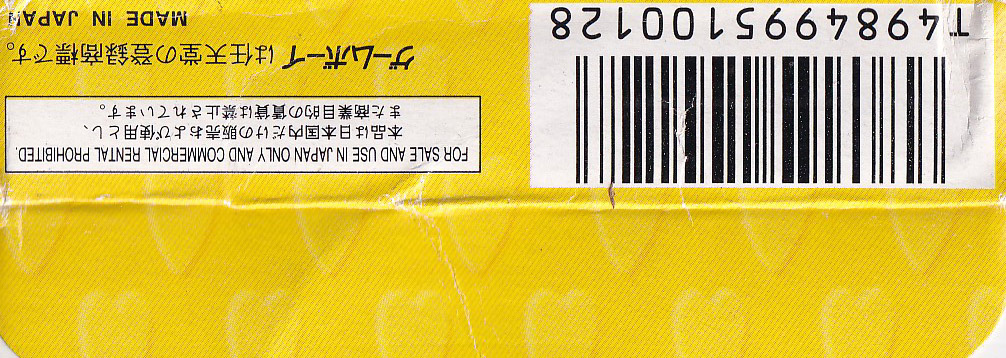 FOR SALE AND USE IN JAPAN ONLY AND COMMERCIAL RENTAL PROHIBITED.
本品は日本国内だけの販売および使用とし、
また商業目的の賃貸は禁止されています。
ゲームボーイは任天堂の登録商標です。
MADE IN JAPAN
T4984995100128